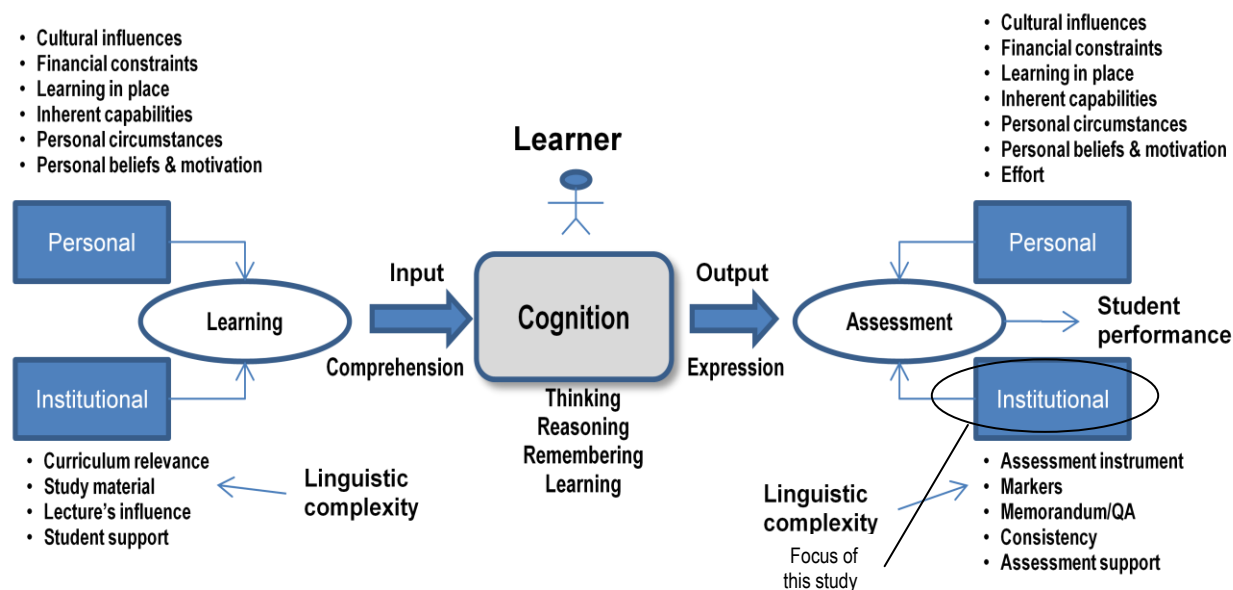 • Cultural influences
• Financial constraints
• Learning in place
• Inherent capabilities
• Personal circumstances
• Personal beliefs & motivation
Personal
Learning
Institutional
• Curriculum relevance
• Study material
• Lecture's influence
• Student support
Linguistic
complexity
Input
Comprehension
Learner
Cognition
Thinking
Reasoning
Remembering
Learning
Output
Expression
• Cultural influences
• Financial constraints
• Learning in place
• Inherent capabilities
• Personal circumstances
• Personal beliefs & motivation
• Effort
Personal
Assessment
Student
performance
Institutional
• Assessment instrument
• Markers
• Memorandum/QA
• Consistency
• Assessment support
Linguistic
complexity
Focus of
this study